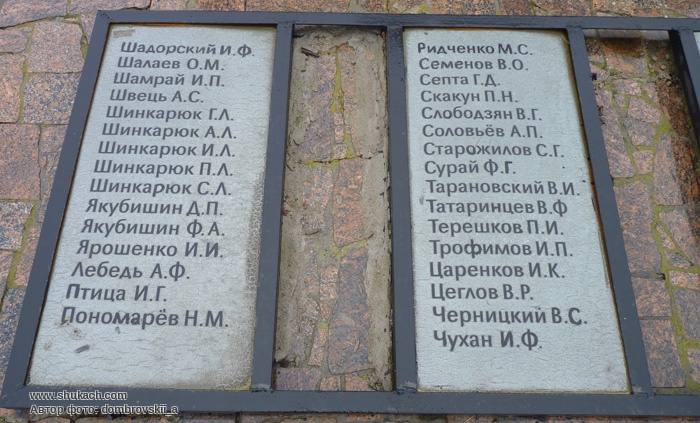 Шадорский И.Ф.
Шалаев О.М.
Шамрай И.П.
Швець А.С.
Шинкарюк Г.Л.
Шинкарюк А.Л.
Шинкарюк И.Л.
Шинкарюк П.Л.
Шинкарюк С.Л.
Якубишин Д.П.
Якубишин Ф.А.
Ярошенко И.И.
Лебедь А.Ф.
Птица И.Г.
Пономарёв Н.М.
Ридченко М.С.
Семенов В.О.
Септа Г.Д.
Скакун П.Н.
Слободзян В.Г.
Соловьёв А.П.
Старожилов С.Г.
Сурай Ф.Г.
Тарановский В.И.
Татаринцев В.Ф
Терешков П.И.
Трофимов И.П.
Царенков И.К.
Цеглов В.Р.
Черницкий В.С.
Чухан И.Ф.
www.shukach.com
Автор фото: dombrovskii_a